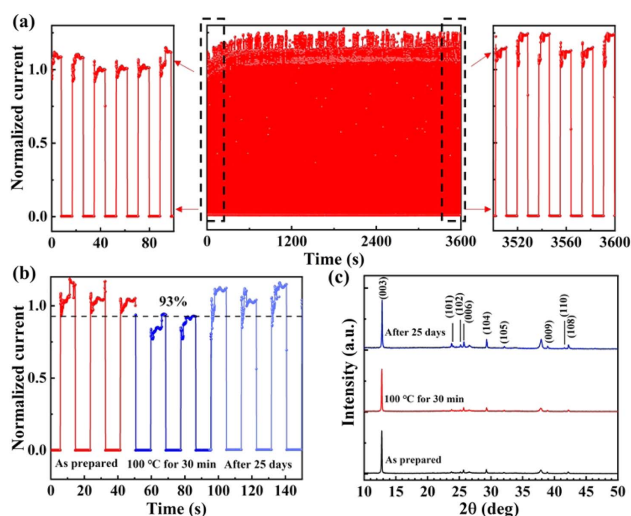 (a)
Normalized current
1.0
0.5
0.0
0 20 40 60 80
0 1200 2400 3600
3520 3560 3600
Time (s)
(b)
Normalized current
1.0
0.5
0.0
93%
As prepared
100 ℃ for 30 min
After 25 days
0 20 40 60 80 100 120 140
Time (s)
(c)
Intensity (a.u.)
(003)
(101)
(102)
(006)
(104)
(105)
(009)
(110)
(108)
After 25 days
100 ℃ for 30 min
As prepared
10 15 20 25 30 35 40 45 50
2θ (deg)